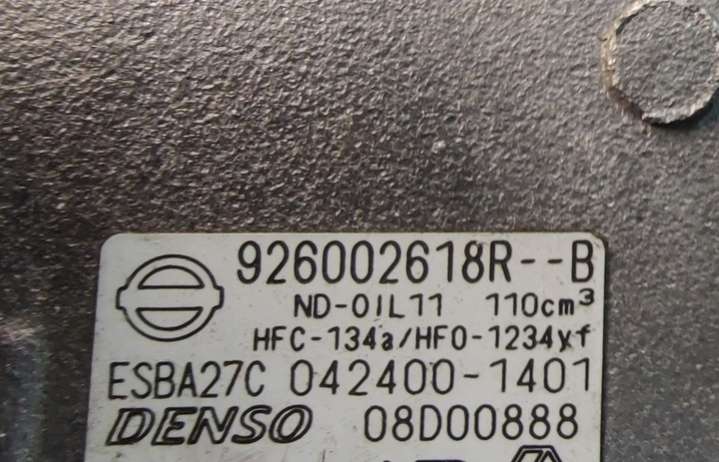 926002618R--B
ND-OIL11 110cm³
HFC-134a/HFO-1234yf
ESBA27C 042400-1401
DENSO 08D00888